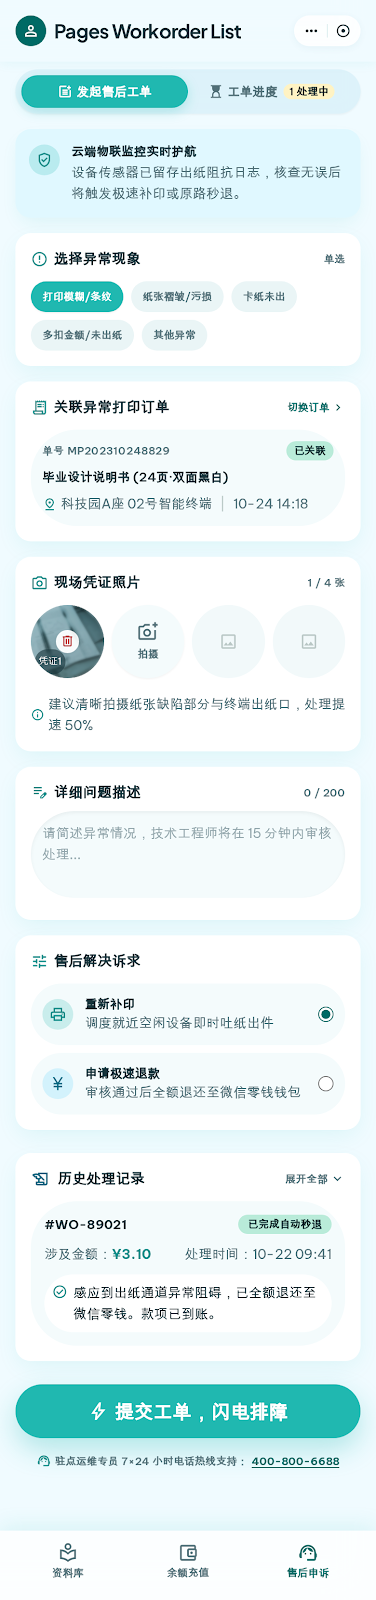 Pages Workorder List
发起售后工单
工单进度 1 处理中
云端物联监控实时护航
设备传感器已留存出纸阻抗日志，核查无误后
将触发极速补印或原路秒退。
选择异常现象 单选
打印模糊/条纹 纸张褶皱/污损 卡纸未出
多扣金额/未出纸 其他异常
关联异常打印订单 切换订单
单号 MP202310248829 已关联
毕业设计说明书 (24页·双面黑白)
科技园A座 02号智能终端 10-24 14:18
现场凭证照片 1 / 4 张
凭证1
拍摄
建议清晰拍摄纸张缺陷部分与终端出纸口，处理提
速 50%
详细问题描述 0 / 200
请简述异常情况，技术工程师将在 15 分钟内审核
处理...
售后解决诉求
重新补印
调度就近空闲设备即时吐纸出件
申请极速退款
审核通过后全额退还至微信零钱钱包
历史处理记录 展开全部
#WO-89021 已完成自动秒退
涉及金额：¥3.10 处理时间：10-22 09:41
感应到出纸通道异常阻碍，已全额退还至
微信零钱。款项已到账。
提交工单，闪电排障
驻点运维专员 7×24 小时电话热线支持： 400-800-6688
资料库 余额充值 售后申诉